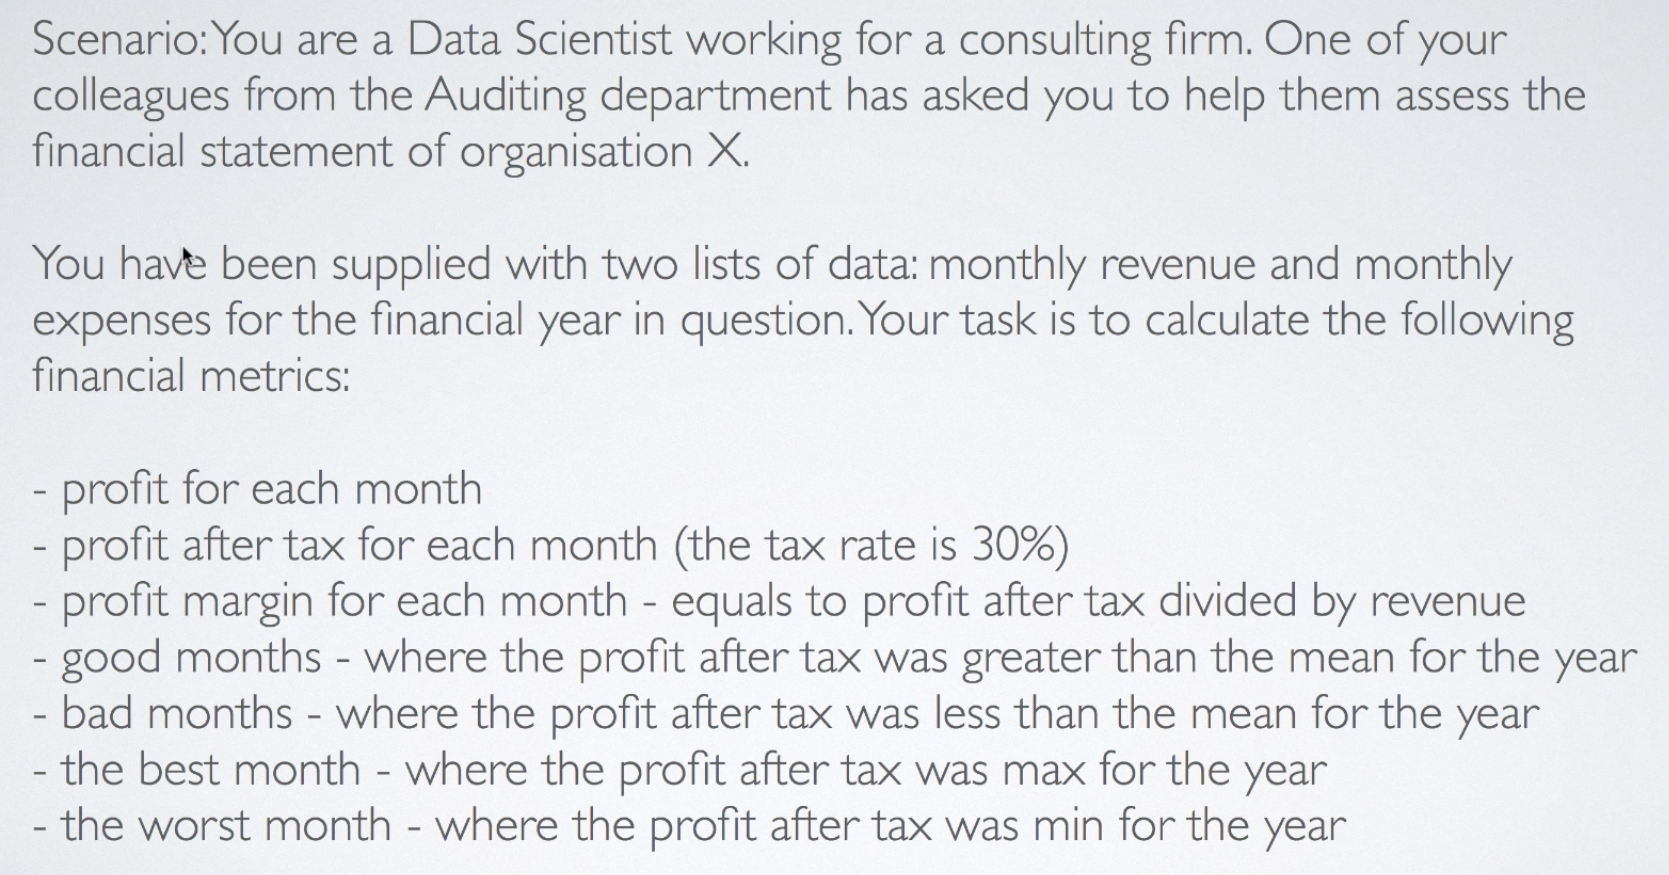 Scenario: You are a Data Scientist working for a consulting firm. One of your
colleagues from the Auditing department has asked you to help them assess the
financial statement of organisation X.
You have been supplied with two lists of data: monthly revenue and monthly
expenses for the financial year in question. Your task is to calculate the following
financial metrics:
- profit for each month
- profit after tax for each month (the tax rate is 30%)
- profit margin for each month - equals to profit after tax divided by revenue
- good months - where the profit after tax was greater than the mean for the year
- bad months - where the profit after tax was less than the mean for the year
- the best month - where the profit after tax was max for the year
- the worst month - where the profit after tax was min for the year